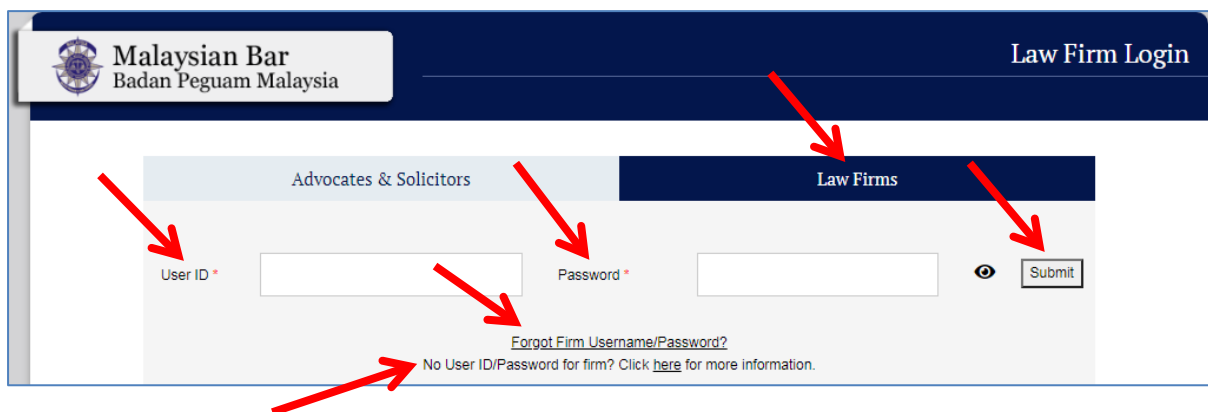 Malaysian Bar
Badan Peguam Malaysia
Law Firm Login
Advocates & Solicitors
Law Firms
User ID *
Password *
Submit
Forgot Firm Username/Password?
No User ID/Password for firm? Click here for more information.